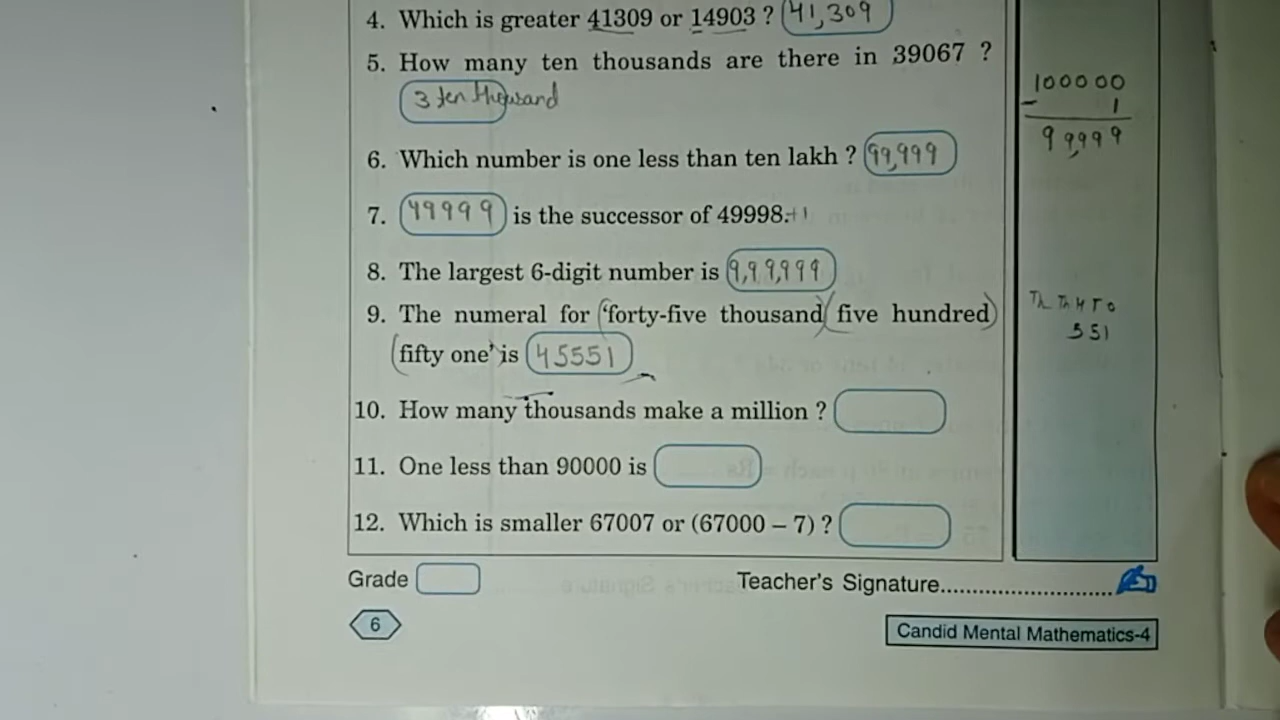 4. Which is greater 41309 or 14903 ? 41,309
5. How many ten thousands are there in 39067 ?
3 ten thousand
6. Which number is one less than ten lakh ? 99,999
7. 49999 is the successor of 49998.+1
8. The largest 6-digit number is 9,99,999
9. The numeral for ‘forty-five thousand five hundred
fifty one’ is 45551
10. How many thousands make a million ?
11. One less than 90000 is
12. Which is smaller 67007 or (67000 – 7) ?
100000
- 1
99,999
Th H T O
551
Grade
Teacher's Signature..........................
6
Candid Mental Mathematics-4